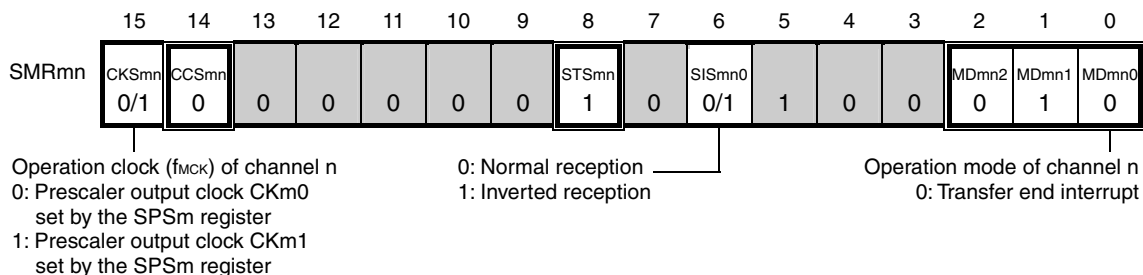 15 14 13 12 11 10 9 8 7 6 5 4 3 2 1 0
SMRmn CKSmn CCSmn STSmn SISmn0 MDmn2 MDmn1 MDmn0
0/1 0 0 0 0 0 0 1 0 0/1 1 0 0 0 1 0
Operation clock (fMCK) of channel n
0: Prescaler output clock CKm0
set by the SPSm register
1: Prescaler output clock CKm1
set by the SPSm register
0: Normal reception
1: Inverted reception
Operation mode of channel n
0: Transfer end interrupt